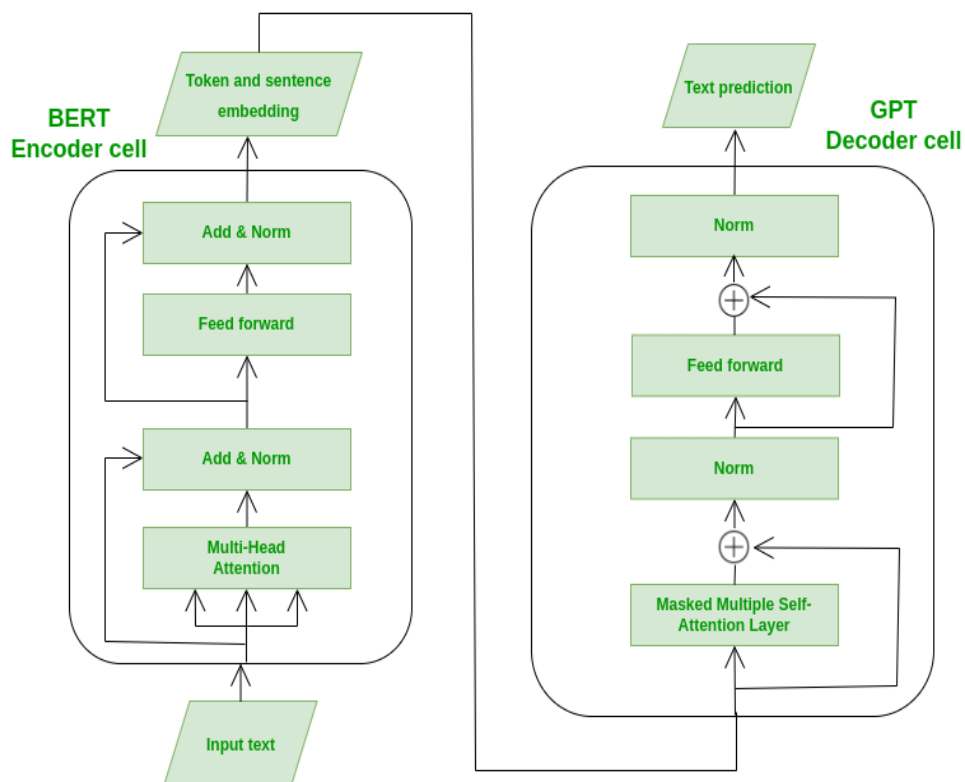 BERT
Encoder cell
Token and sentence
embedding
Add & Norm
Feed forward
Add & Norm
Multi-Head
Attention
Input text
GPT
Decoder cell
Text prediction
Norm
Feed forward
Norm
Masked Multiple Self-
Attention Layer